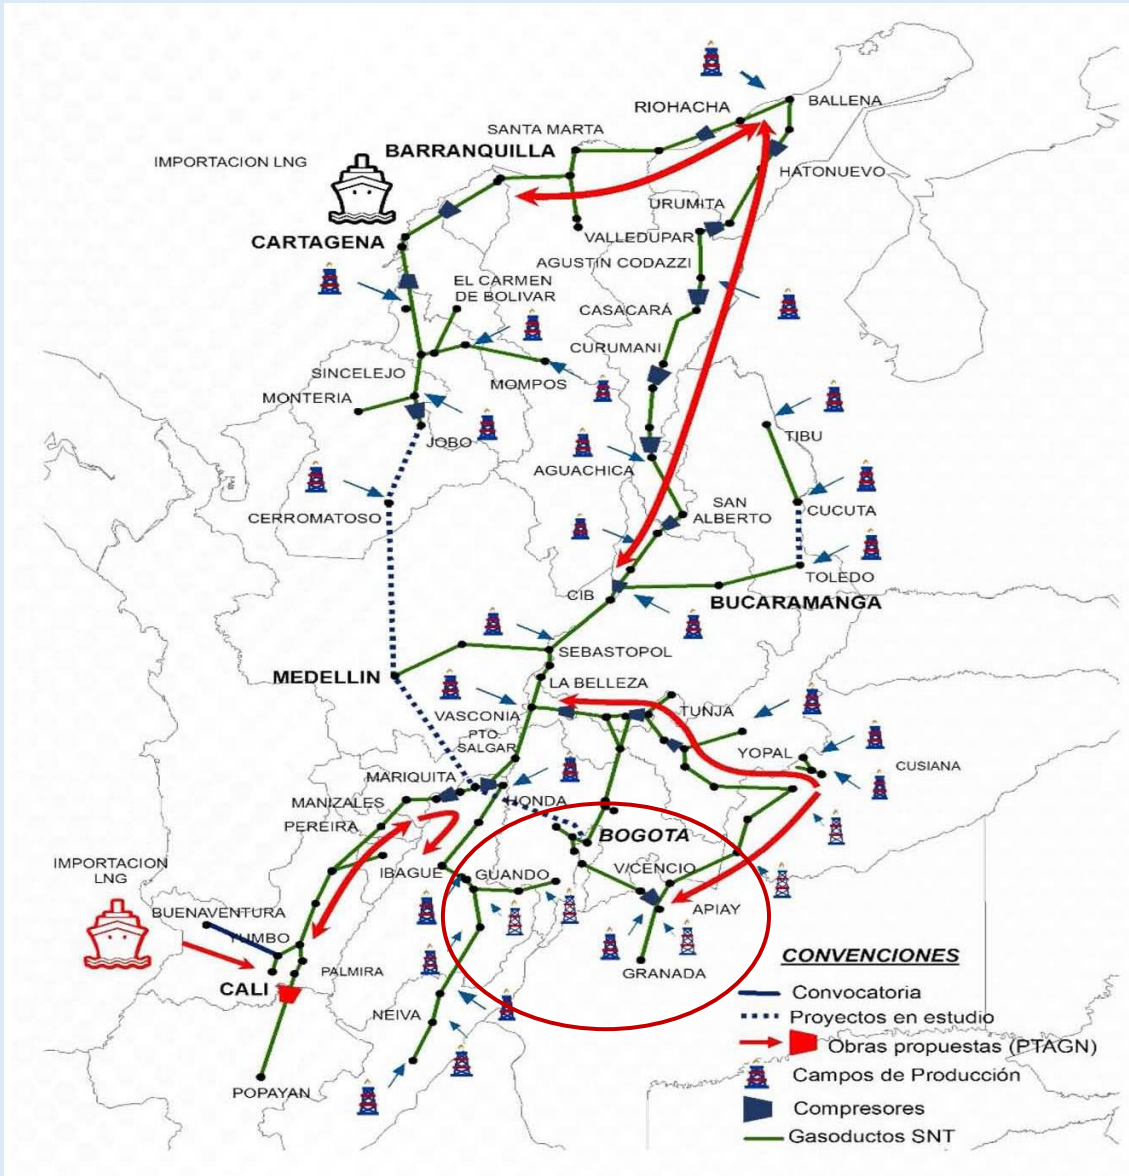 BALLENA
RIOHACHA
SANTA MARTA
BARRANQUILLA
IMPORTACION LNG
HATONUEVO
URUMITA
VALLEDUPAR
CARTAGENA
AGUSTIN CODAZZI
EL CARMEN
DE BOLIVAR
CASACARÁ
CURUMANI
SINCELEJO
MOMPOS
MONTERIA
JOBO
TIBU
AGUACHICA
SAN
ALBERTO
CERROMATOSO
CUCUTA
TOLEDO
CIB
BUCARAMANGA
SEBASTOPOL
MEDELLIN
LA BELLEZA
VASCONIA
TUNJA
PTO.
SALGAR
YOPAL
CUSIANA
MARIQUITA
MANIZALES
HONDA
PEREIRA
BOGOTA
IMPORTACION
LNG
IBAGUE
GUANDO
V/CENCIO
BUENAVENTURA
APIAY
YUMBO
PALMIRA
GRANADA
CALI
NEIVA
POPAYAN
CONVENCIONES
Convocatoria
Proyectos en estudio
Obras propuestas (PTAGN)
Campos de Producción
Compresores
Gasoductos SNT